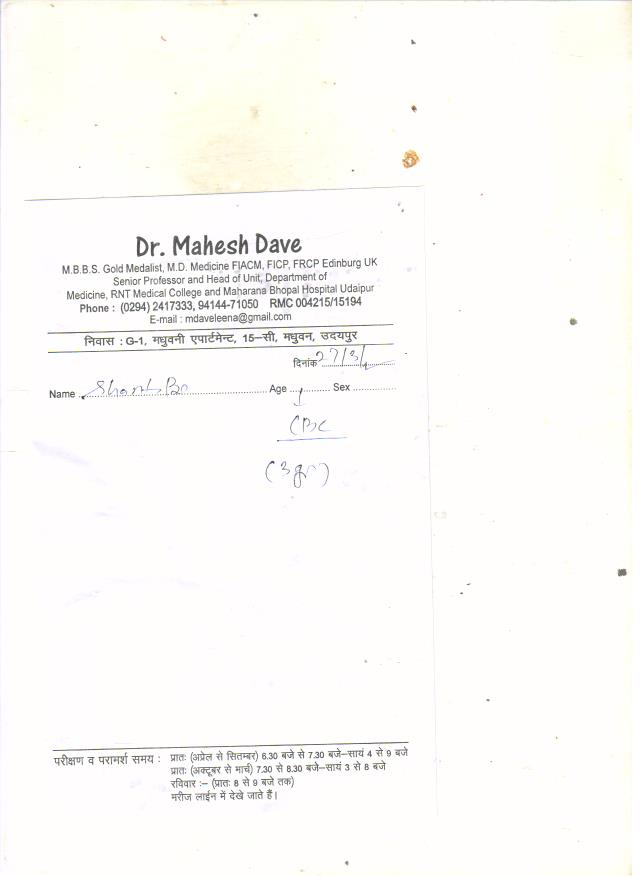 Dr. Mahesh Dave
M.B.B.S. Gold Medalist, M.D. Medicine FIACM, FICP, FRCP Edinburg UK
Senior Professor and Head of Unit, Department of
Medicine, RNT Medical College and Maharana Bhopal Hospital Udaipur
Phone : (0294) 2417333, 94144-71050 RMC 004215/15194
E-mail : mdaveleena@gmail.com
निवास : G-1, मधुवनी एपार्टमेन्ट, 15–सी, मधुवन, उदयपुर
दिनांक 27/3/
Name Age Sex
CBC
परीक्षण व परामर्श समय : प्रातः (अप्रेल से सितम्बर) 6.30 बजे से 7.30 बजे–सायं 4 से 9 बजे
प्रातः (अक्टूबर से मार्च) 7.30 से 8.30 बजे–सायं 3 से 8 बजे
रविवार :– (प्रातः 8 से 9 बजे तक)
मरीज लाईन में देखे जाते हैं।